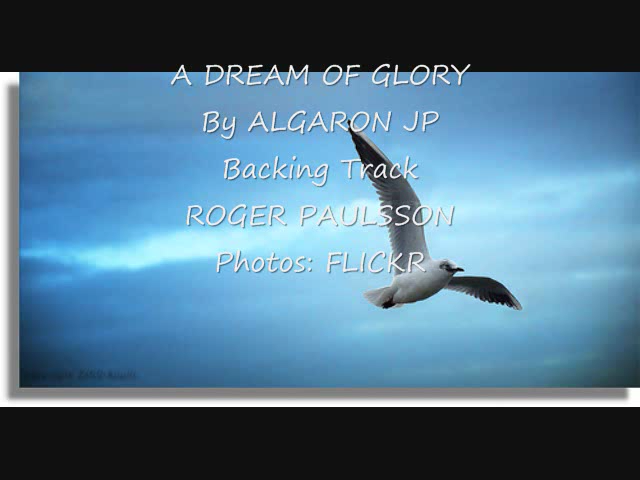 A DREAM OF GLORY
By ALGARON JP
Backing Track
ROGER PAULSSON
Photos: FLICKR